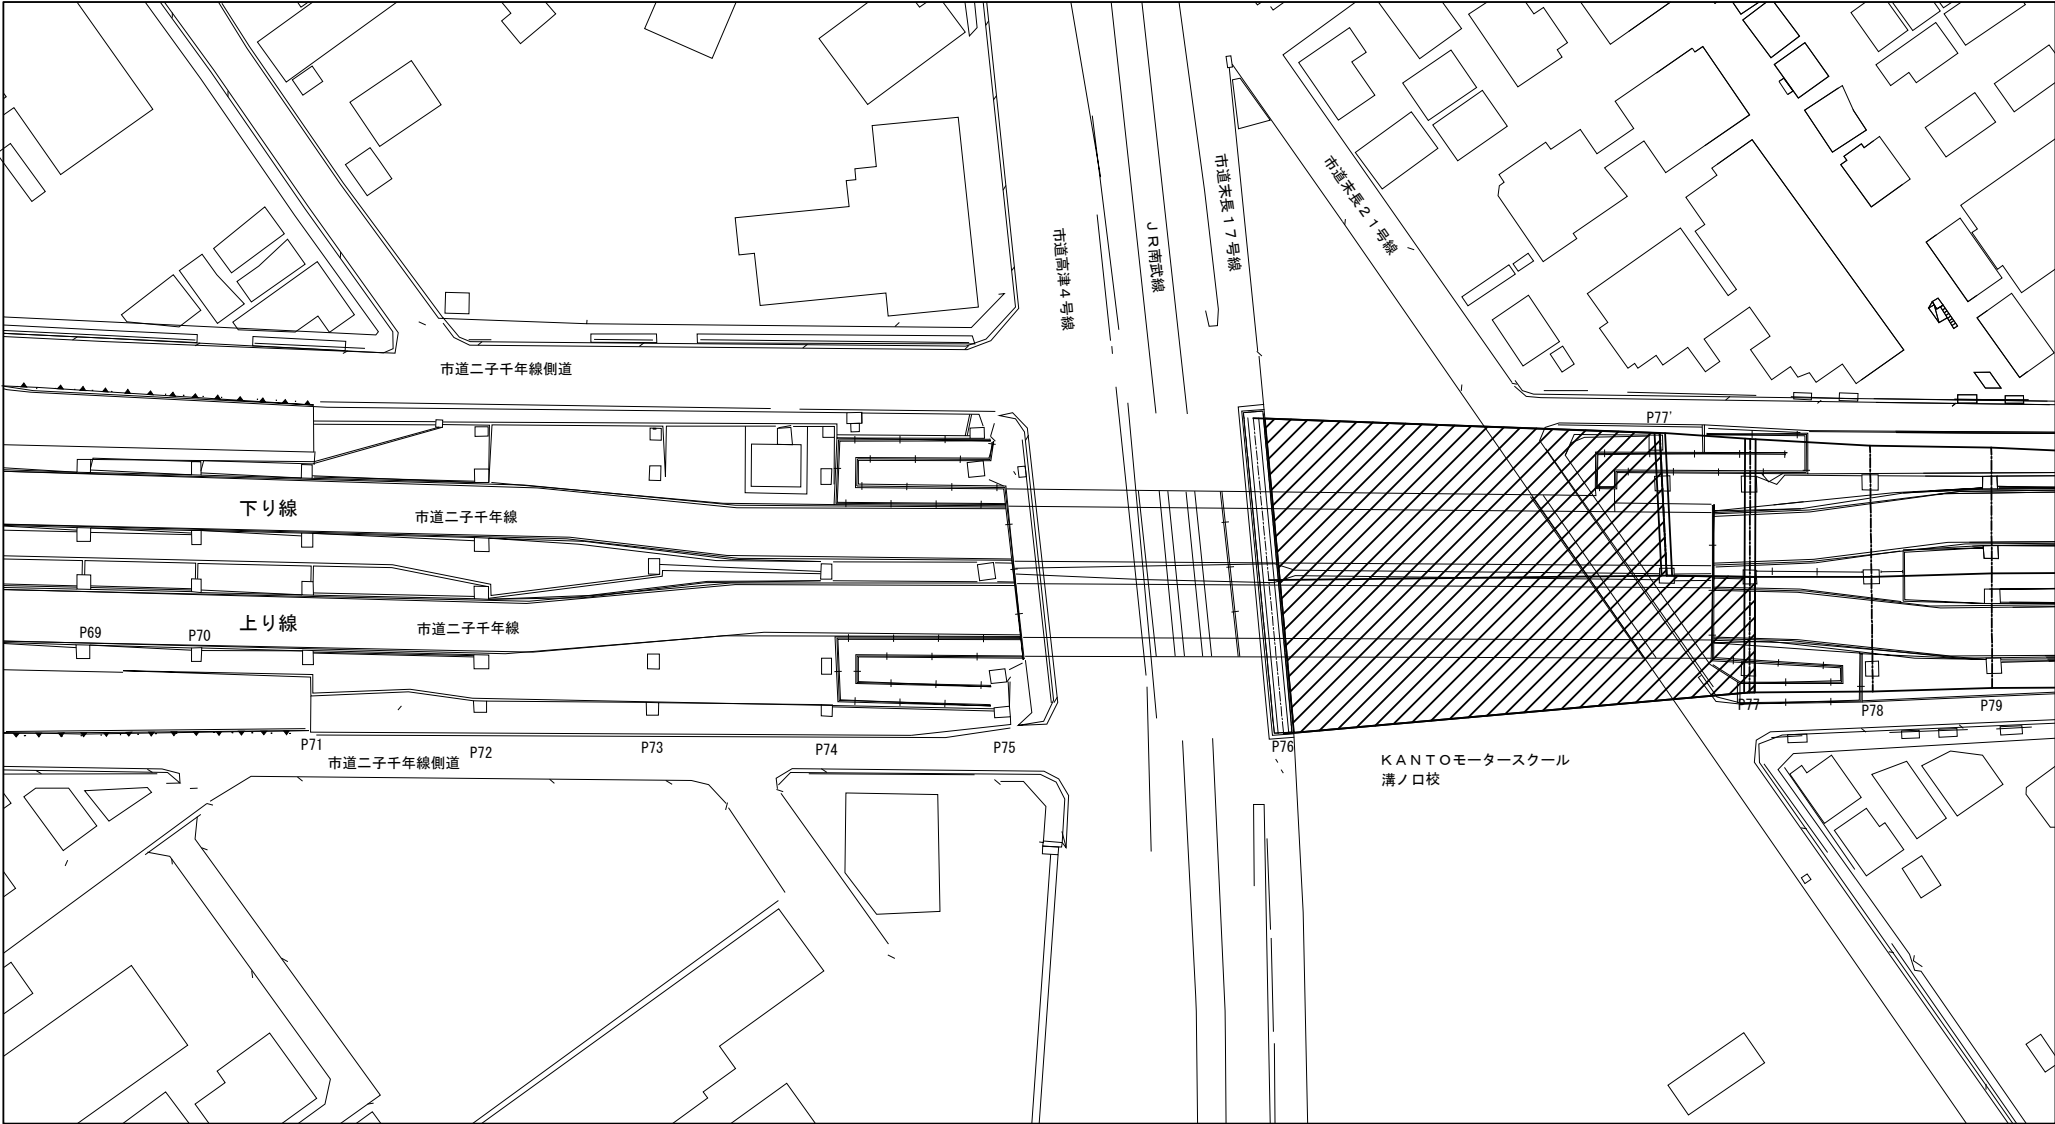 市道末長１７号線
市道末長２１号線
ＪＲ南武線
市道高津４号線
市道二子千年線側道
P77'
下り線
市道二子千年線
上り線
市道二子千年線
P69
P70
P71
P72
P73
P74
P75
P76
P77
P78
P79
市道二子千年線側道
ＫＡＮＴＯモータースクール
溝ノ口校